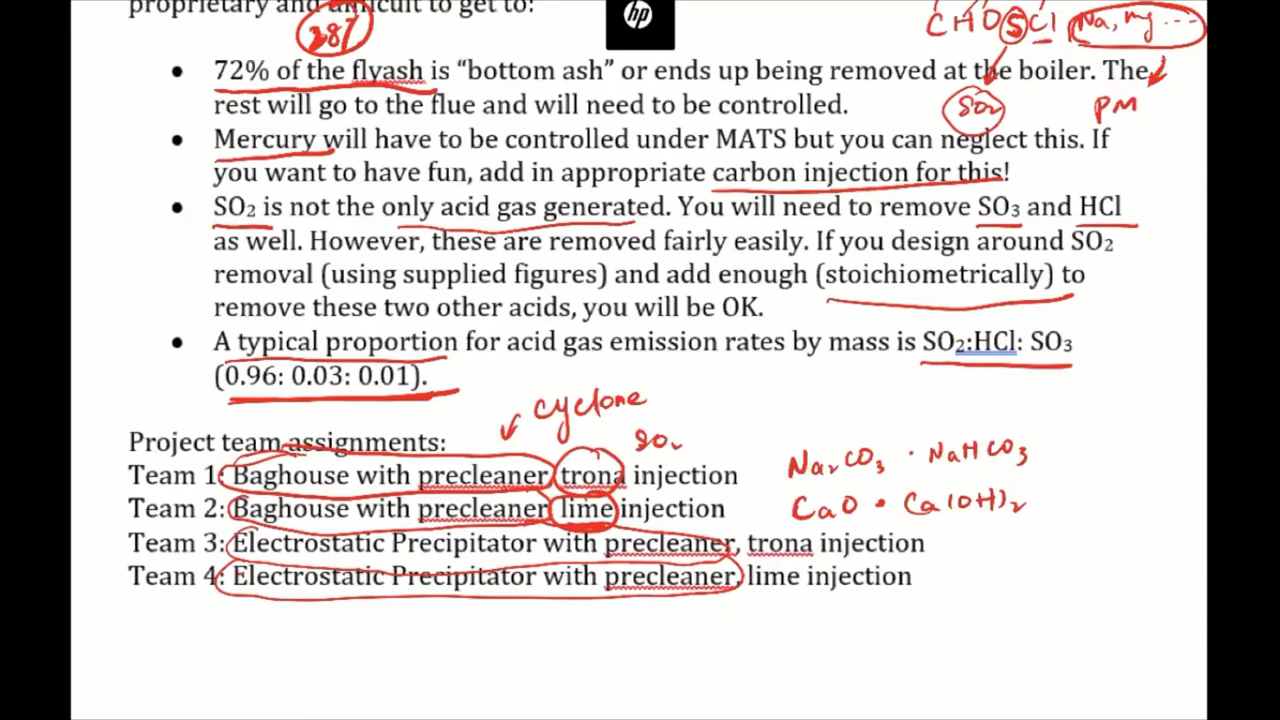 proprietary and difficult to get to:
28%
hp
CHOSCl Na, Mg ...
• 72% of the flyash is “bottom ash” or ends up being removed at the boiler. The
rest will go to the flue and will need to be controlled.
SO₂
PM
• Mercury will have to be controlled under MATS but you can neglect this. If
you want to have fun, add in appropriate carbon injection for this!
• SO₂ is not the only acid gas generated. You will need to remove SO₃ and HCl
as well. However, these are removed fairly easily. If you design around SO₂
removal (using supplied figures) and add enough (stoichiometrically) to
remove these two other acids, you will be OK.
• A typical proportion for acid gas emission rates by mass is SO₂:HCl: SO₃
(0.96: 0.03: 0.01).
cyclone
Project team assignments:
SO₂
Team 1: Baghouse with precleaner, trona injection
Na₂CO₃ · NaHCO₃
Team 2: Baghouse with precleaner, lime injection
CaO · Ca(OH)₂
Team 3: Electrostatic Precipitator with precleaner, trona injection
Team 4: Electrostatic Precipitator with precleaner, lime injection